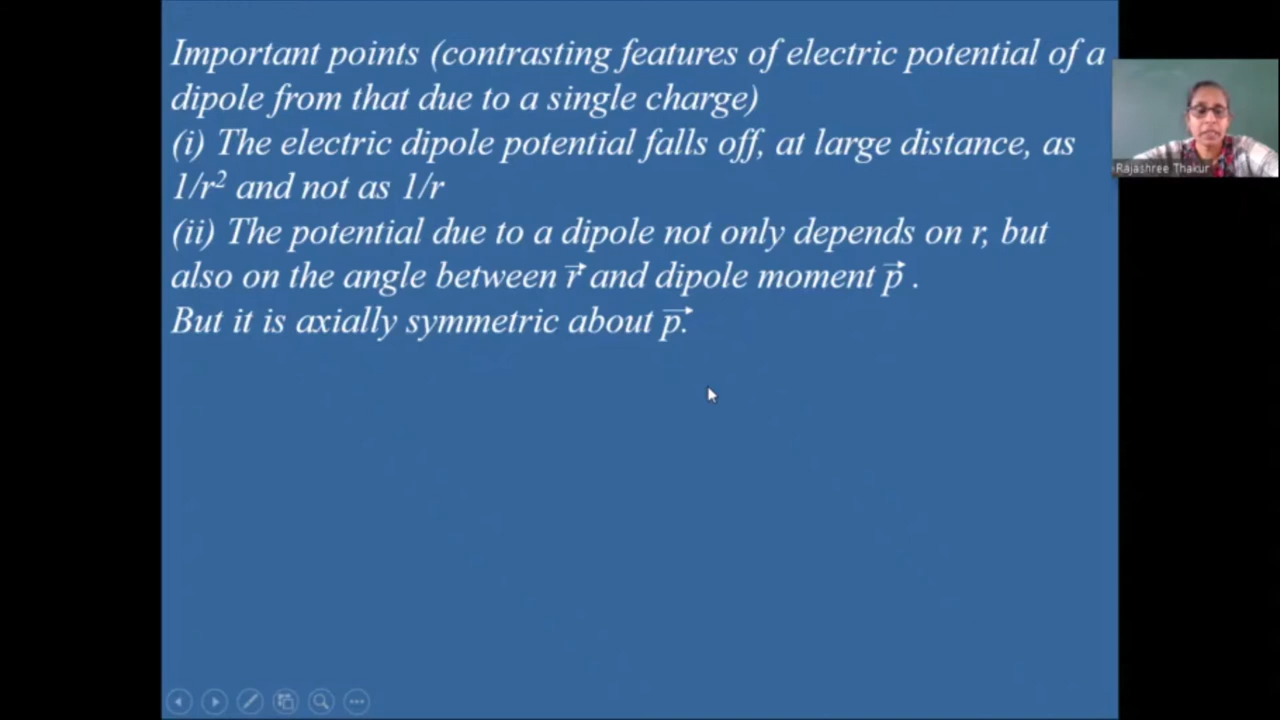 Important points (contrasting features of electric potential of a
dipole from that due to a single charge)
(i) The electric dipole potential falls off, at large distance, as
1/r² and not as 1/r
(ii) The potential due to a dipole not only depends on r, but
also on the angle between r⃗ and dipole moment p⃗ .
But it is axially symmetric about p⃗.
Rajashree Thakur